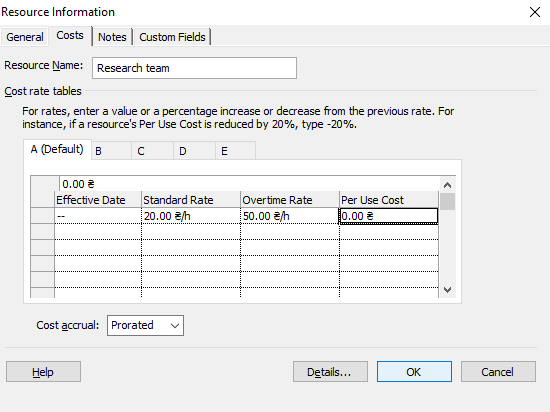 Resource Information
General Costs Notes Custom Fields
Resource Name: Research team
Cost rate tables
For rates, enter a value or a percentage increase or decrease from the previous rate. For
instance, if a resource's Per Use Cost is reduced by 20%, type -20%.
A (Default) B C D E
0.00 ₴
Effective Date Standard Rate Overtime Rate Per Use Cost
-- 20.00 ₴/h 50.00 ₴/h 0.00 ₴
Cost accrual: Prorated
Help Details... OK Cancel